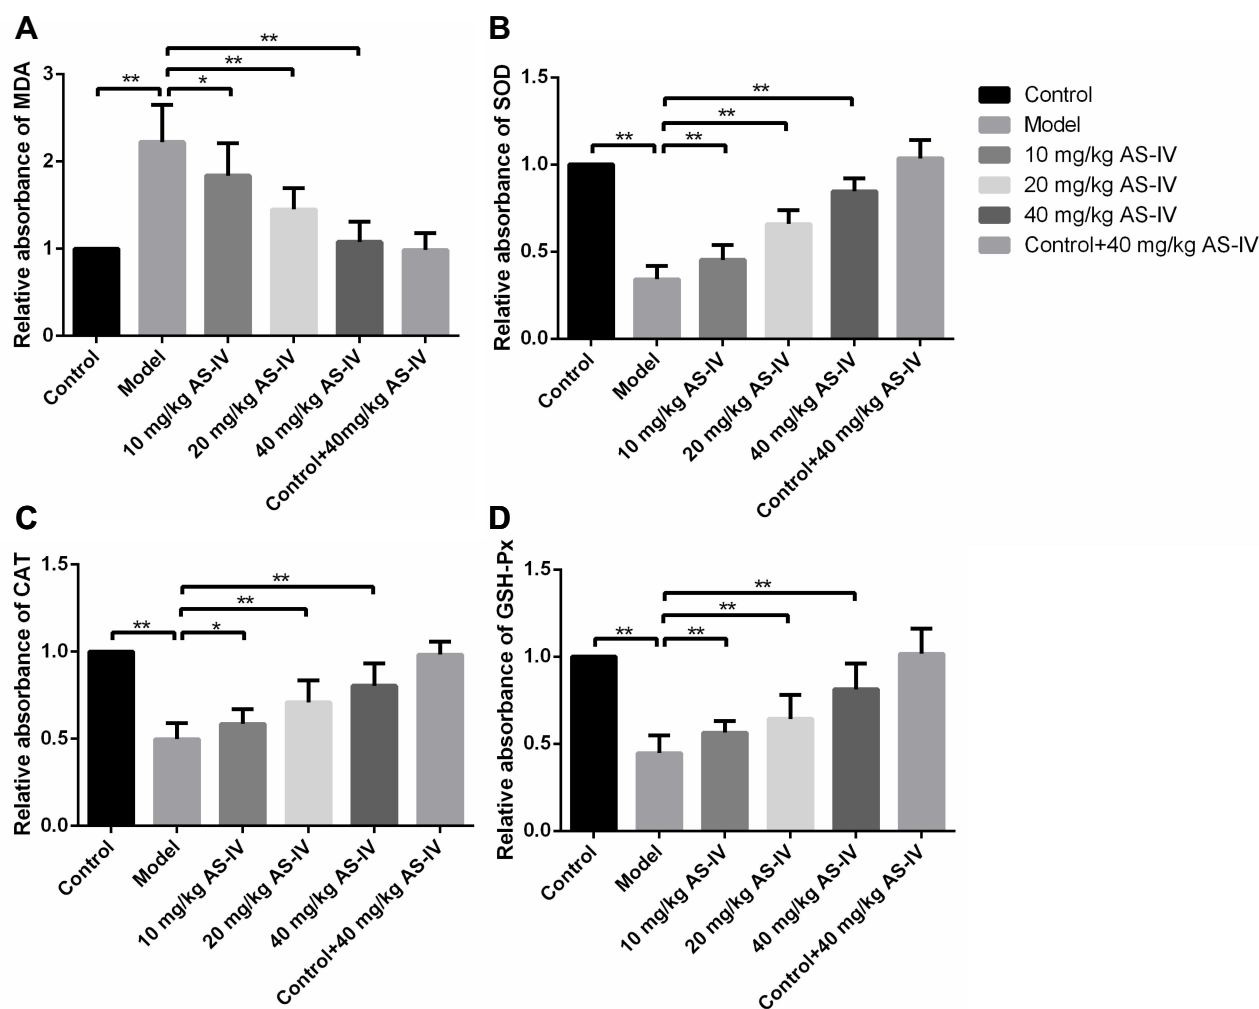 A
Relative absorbance of MDA
3
2
1
0
**
**
**
*
Control
Model
10 mg/kg AS-IV
20 mg/kg AS-IV
40 mg/kg AS-IV
Control+40mg/kg AS-IV
B
Relative absorbance of SOD
1.5
1.0
0.5
0.0
**
**
**
**
Control
Model
10 mg/kg AS-IV
20 mg/kg AS-IV
40 mg/kg AS-IV
Control+40 mg/kg AS-IV
Control
Model
10 mg/kg AS-IV
20 mg/kg AS-IV
40 mg/kg AS-IV
Control+40 mg/kg AS-IV
C
Relative absorbance of CAT
1.5
1.0
0.5
0.0
**
**
**
*
Control
Model
10 mg/kg AS-IV
20 mg/kg AS-IV
40 mg/kg AS-IV
Control+40 mg/kg AS-IV
D
Relative absorbance of GSH-Px
1.5
1.0
0.5
0.0
**
**
**
**
Control
Model
10 mg/kg AS-IV
20 mg/kg AS-IV
40 mg/kg AS-IV
Control+40 mg/kg AS-IV